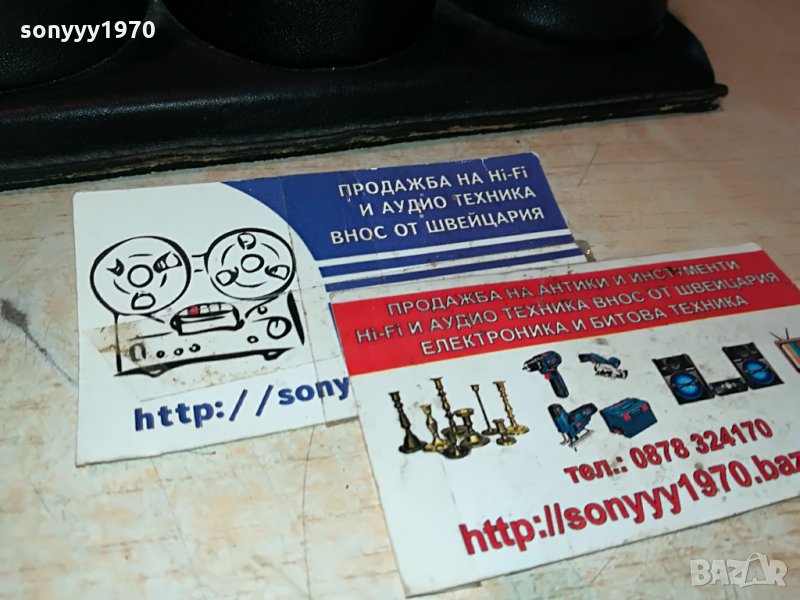 sonyyy1970
ПРОДАЖБА НА Hi-Fi
И АУДИО ТЕХНИКА
ВНОС ОТ ШВЕЙЦАРИЯ
http://sony
ПРОДАЖБА НА АНТИКИ И ИНСТУМЕНТИ
Hi-Fi И АУДИО ТЕХНИКА ВНОС ОТ ШВЕЙЦАРИЯ
ЕЛЕКТРОНИКА И БИТОВА ТЕХНИКА
тел.: 0878 324170
http://sonyyy1970.baz
BAZAR